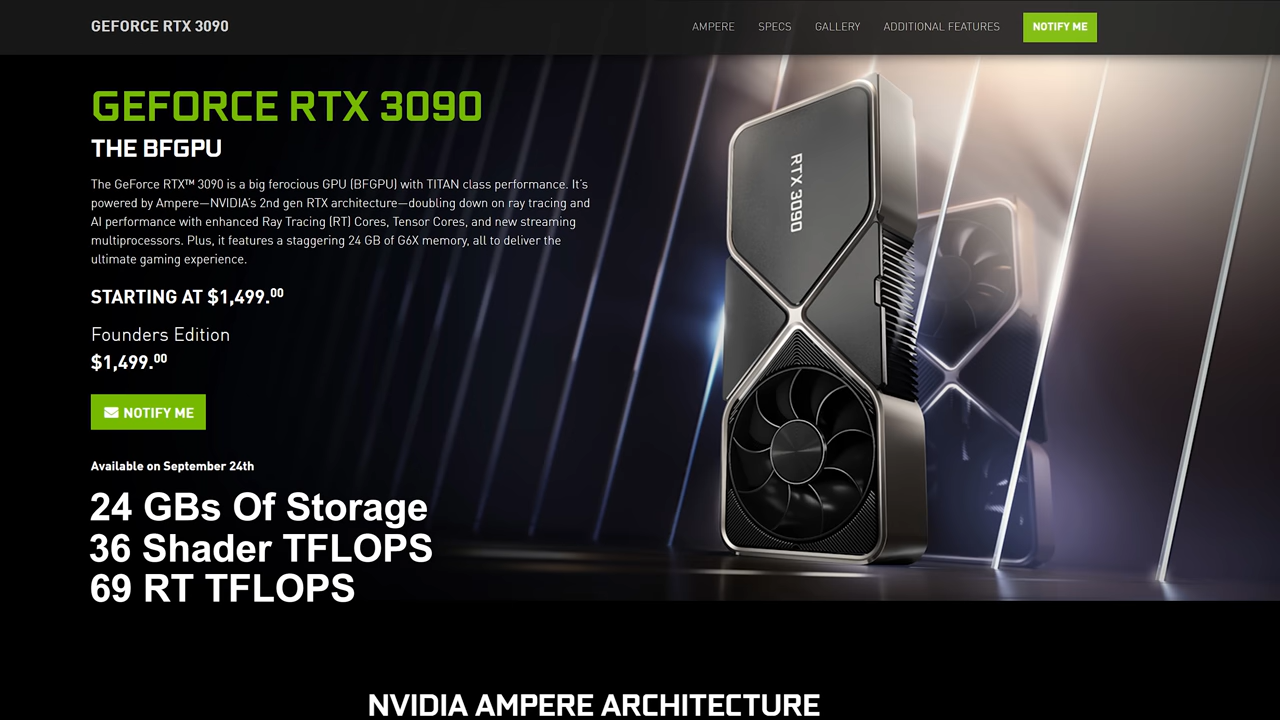 GEFORCE RTX 3090
AMPERE SPECS GALLERY ADDITIONAL FEATURES NOTIFY ME
GEFORCE RTX 3090
THE BFGPU
The GeForce RTX™ 3090 is a big ferocious GPU (BFGPU) with TITAN class performance. It's
powered by Ampere—NVIDIA's 2nd gen RTX architecture—doubling down on ray tracing and
AI performance with enhanced Ray Tracing (RT) Cores, Tensor Cores, and new streaming
multiprocessors. Plus, it features a staggering 24 GB of G6X memory, all to deliver the
ultimate gaming experience.
STARTING AT $1,499.00
Founders Edition
$1,499.00
NOTIFY ME
Available on September 24th
24 GBs Of Storage
36 Shader TFLOPS
69 RT TFLOPS
RTX 3090
NVIDIA AMPERE ARCHITECTURE